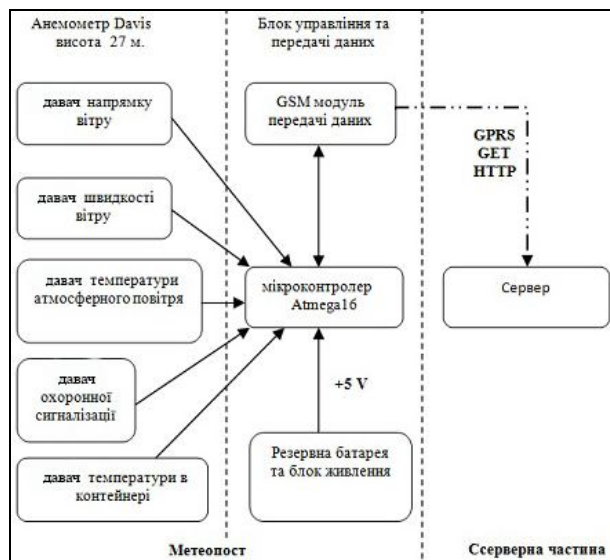 Анемометр Davis
висота 27 м.
Блок управління та
передачі даних
давач напрямку
вітру
GSM модуль
передачі даних
GPRS
GET
HTTP
давач швидкості
вітру
давач температури
атмосферного повітря
мікроконтролер
Atmega16
Сервер
давач
охоронної
сигналізації
+5 V
Резервна батарея
та блок живлення
давач температури в
контейнері
Метеопост
Ссерверна частина